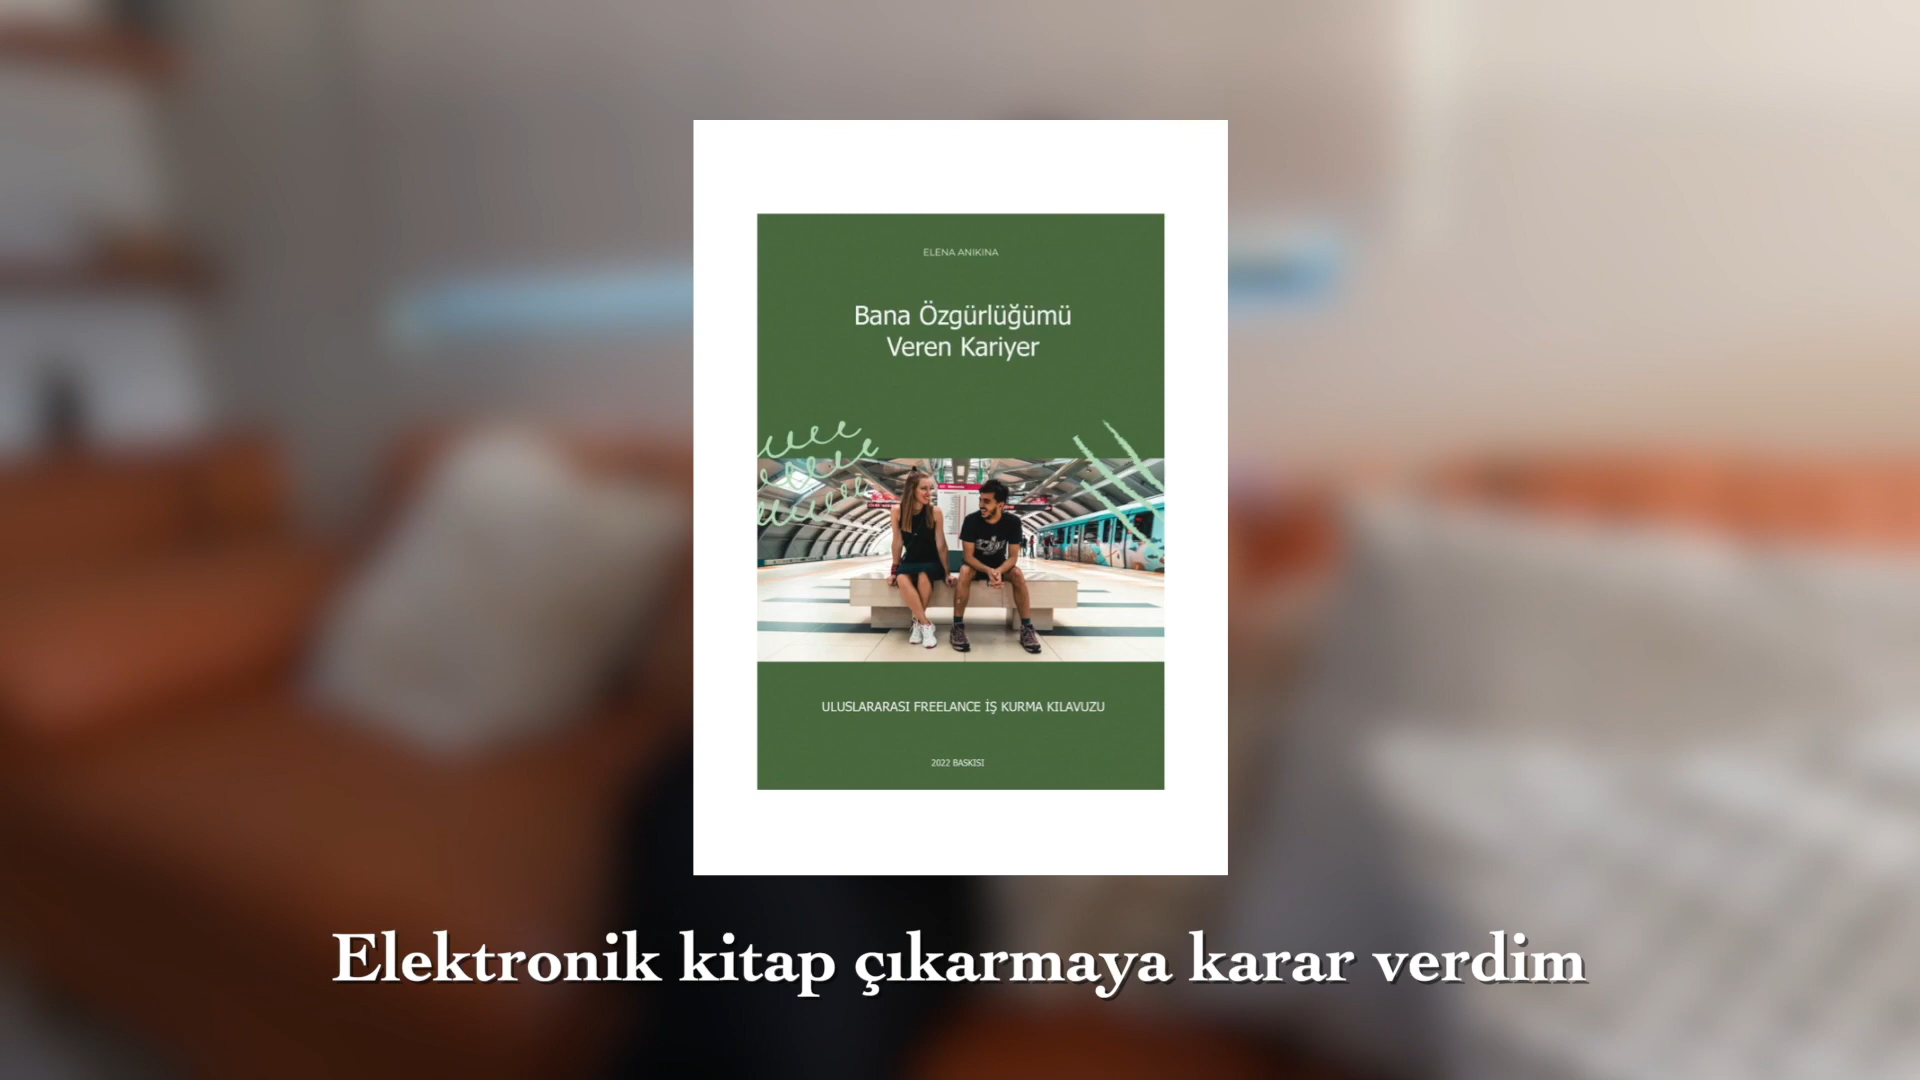 ELENA ANIKINA
Bana Özgürlüğümü
Veren Kariyer
ULUSLARARASI FREELANCE İŞ KURMA KILAVUZU
2022 BASKISI
Elektronik kitap çıkarmaya karar verdim